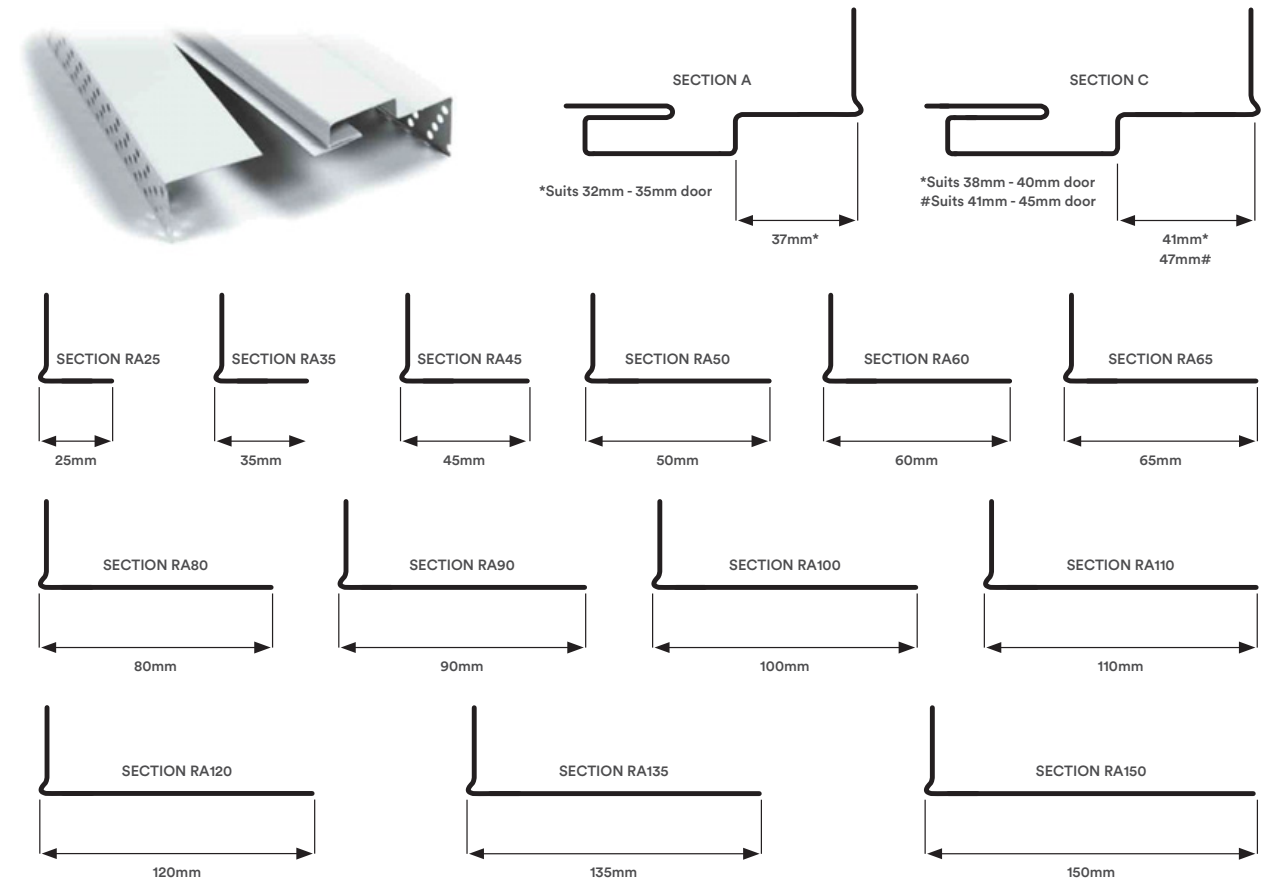 SECTION A
SECTION C
*Suits 32mm - 35mm door
*Suits 38mm - 40mm door
#Suits 41mm - 45mm door
37mm*
41mm*
47mm#
SECTION RA25
SECTION RA35
SECTION RA45
SECTION RA50
SECTION RA60
SECTION RA65
25mm
35mm
45mm
50mm
60mm
65mm
SECTION RA80
SECTION RA90
SECTION RA100
SECTION RA110
80mm
90mm
100mm
110mm
SECTION RA120
SECTION RA135
SECTION RA150
120mm
135mm
150mm